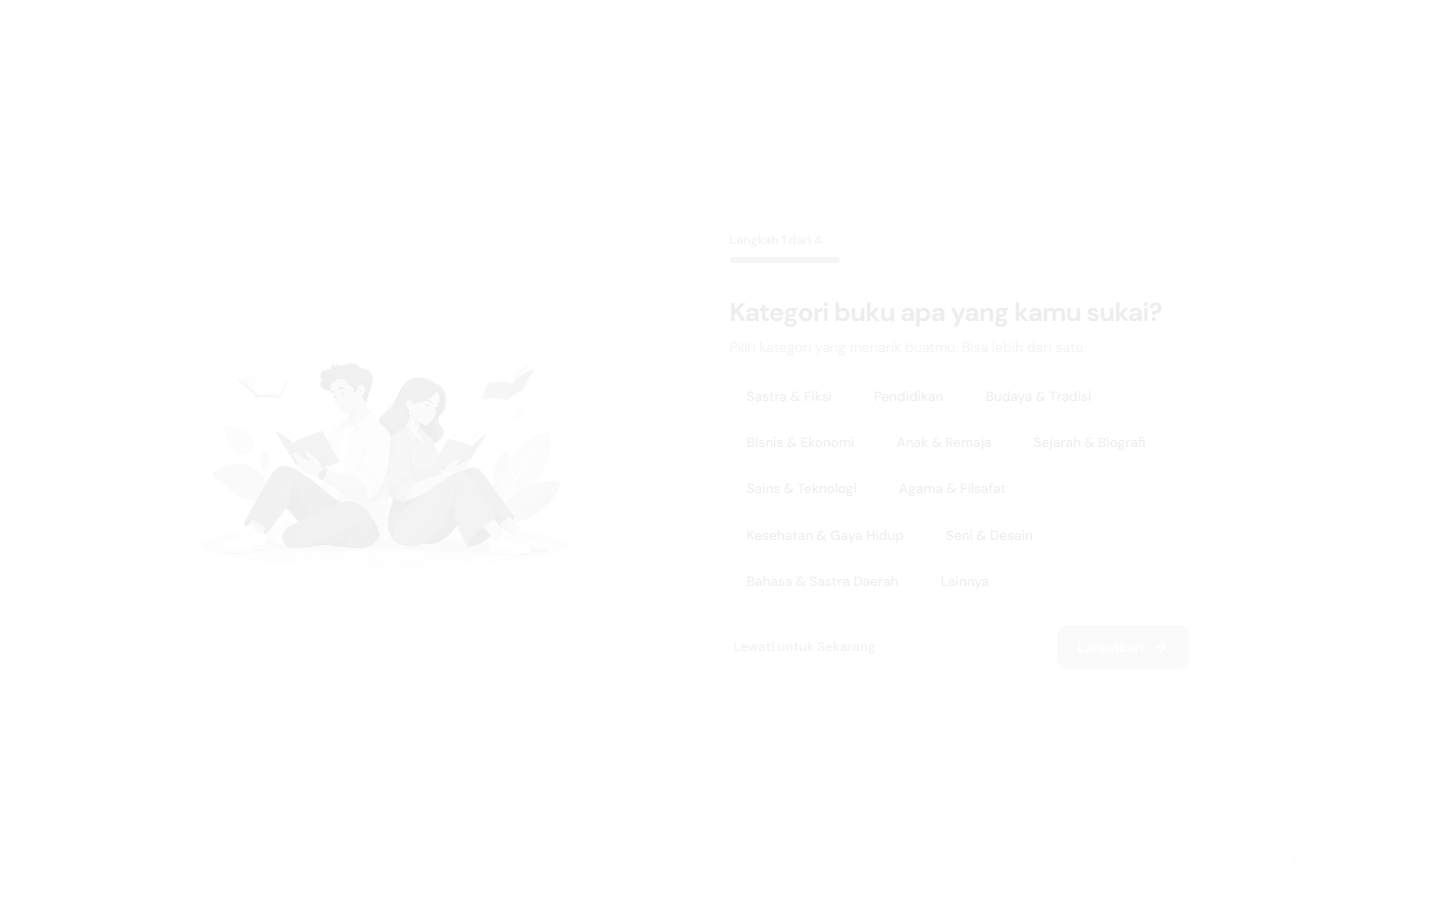 Langkah 1 dari 4
Kategori buku apa yang kamu sukai?
Pilih kategori yang menarik buatmu. Bisa lebih dari satu.
Sastra & Fiksi Pendidikan Budaya & Tradisi
Bisnis & Ekonomi Anak & Remaja Sejarah & Biografi
Sains & Teknologi Agama & Filsafat
Kesehatan & Gaya Hidup Seni & Desain
Bahasa & Sastra Daerah Lainnya
Lewati untuk Sekarang Lanjutkan